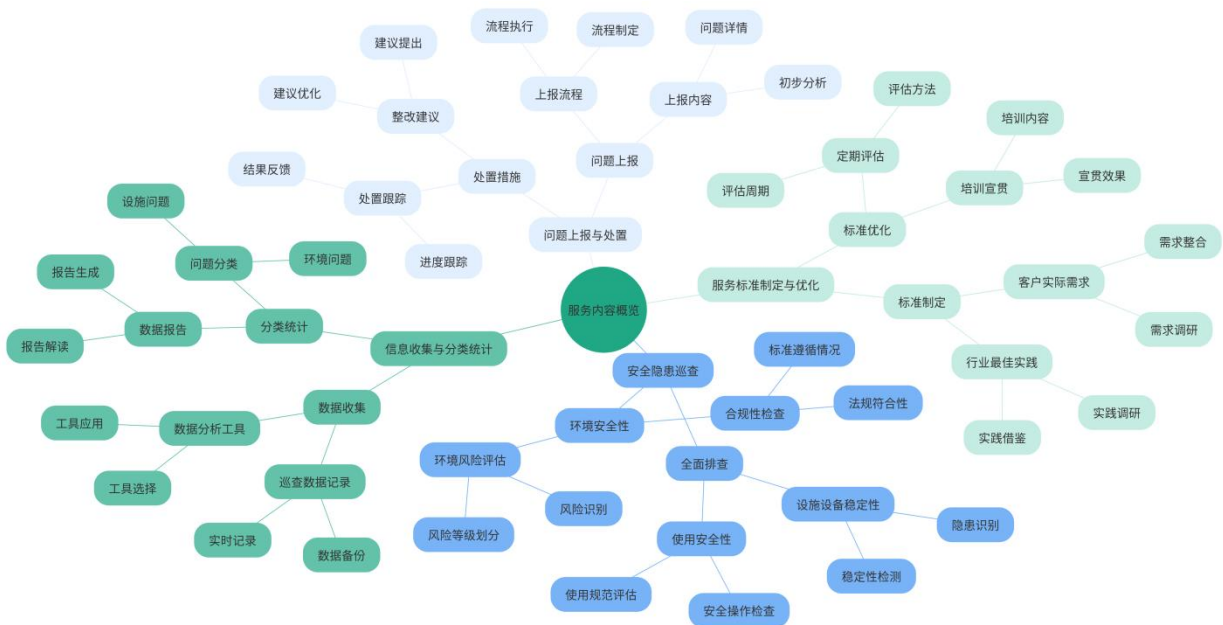 服务内容概览
问题上报与处置
问题上报
上报流程
流程执行
流程制定
上报内容
问题详情
初步分析
处置措施
整改建议
建议提出
建议优化
处置跟踪
结果反馈
进度跟踪
服务标准制定与优化
标准优化
定期评估
评估方法
评估周期
培训宣贯
培训内容
宣贯效果
标准制定
客户实际需求
需求整合
需求调研
行业最佳实践
实践调研
实践借鉴
安全隐患巡查
环境安全性
合规性检查
标准遵循情况
法规符合性
环境风险评估
风险等级划分
风险识别
全面排查
设施设备稳定性
隐患识别
稳定性检测
使用安全性
使用规范评估
安全操作检查
信息收集与分类统计
分类统计
问题分类
设施问题
环境问题
数据报告
报告生成
报告解读
数据收集
数据分析工具
工具应用
工具选择
巡查数据记录
实时记录
数据备份